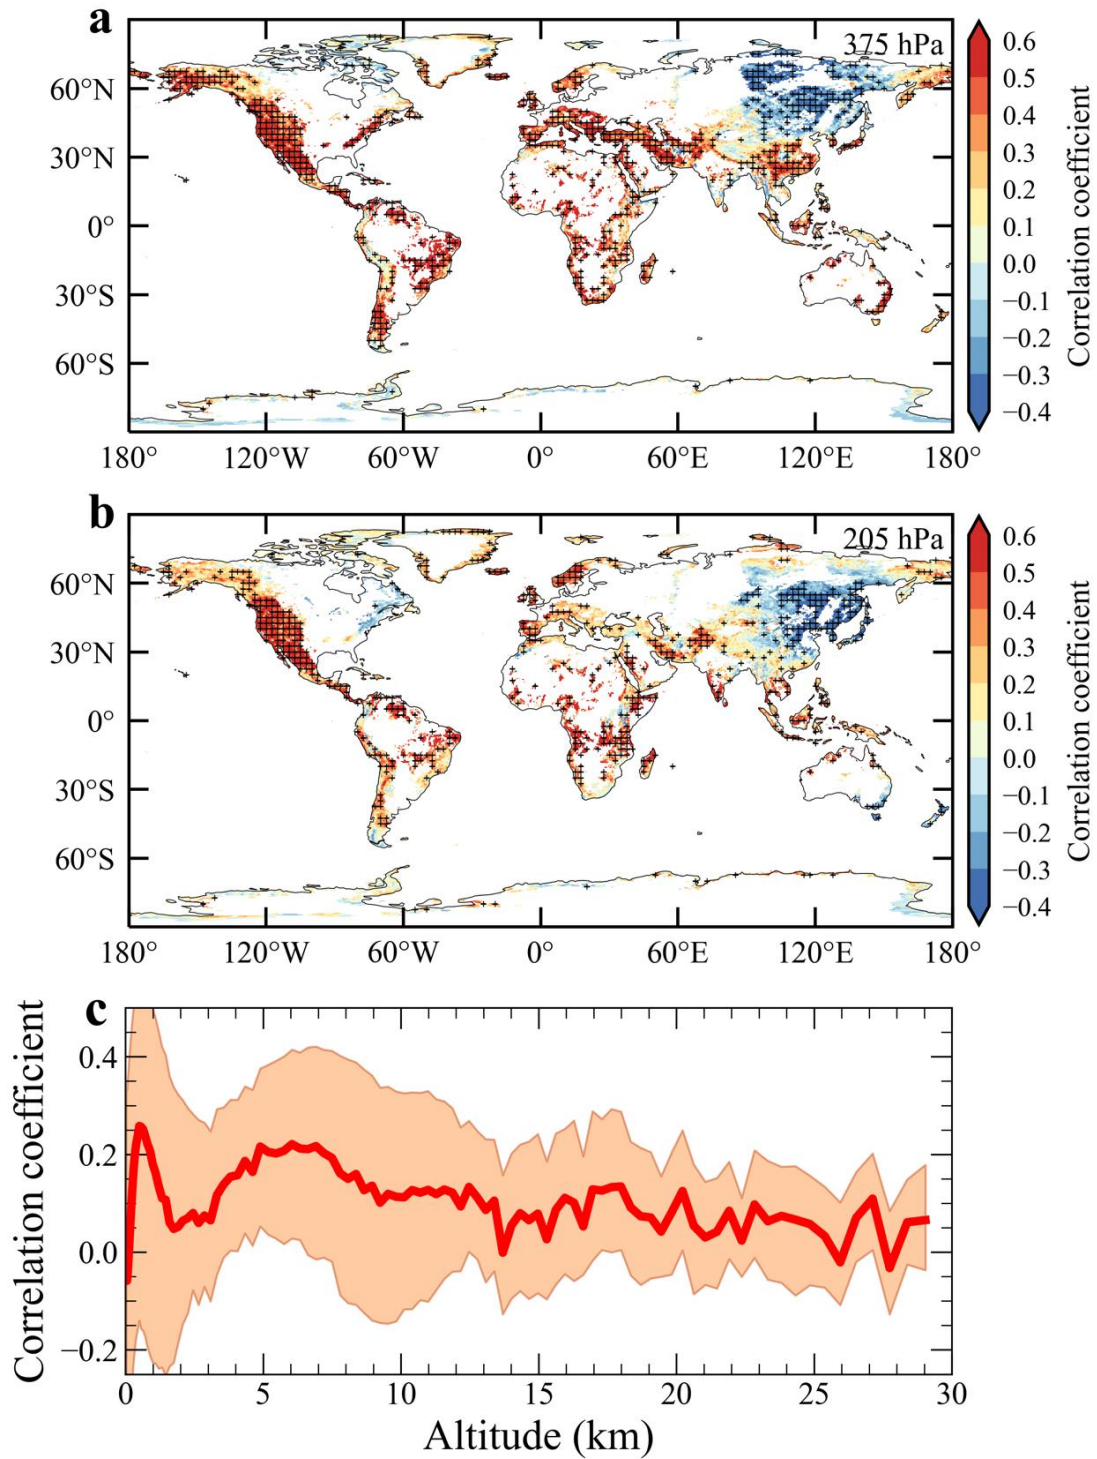 a
375 hPa
60°N
30°N
0°
30°S
60°S
180°
120°W
60°W
0°
60°E
120°E
180°
0.6
0.5
0.4
0.3
0.2
0.1
0.0
−0.1
−0.2
−0.3
−0.4
Correlation coefficient
b
205 hPa
60°N
30°N
0°
30°S
60°S
180°
120°W
60°W
0°
60°E
120°E
180°
0.6
0.5
0.4
0.3
0.2
0.1
0.0
−0.1
−0.2
−0.3
−0.4
Correlation coefficient
c
Correlation coefficient
0.4
0.2
0.0
−0.2
0
5
10
15
20
25
30
Altitude (km)